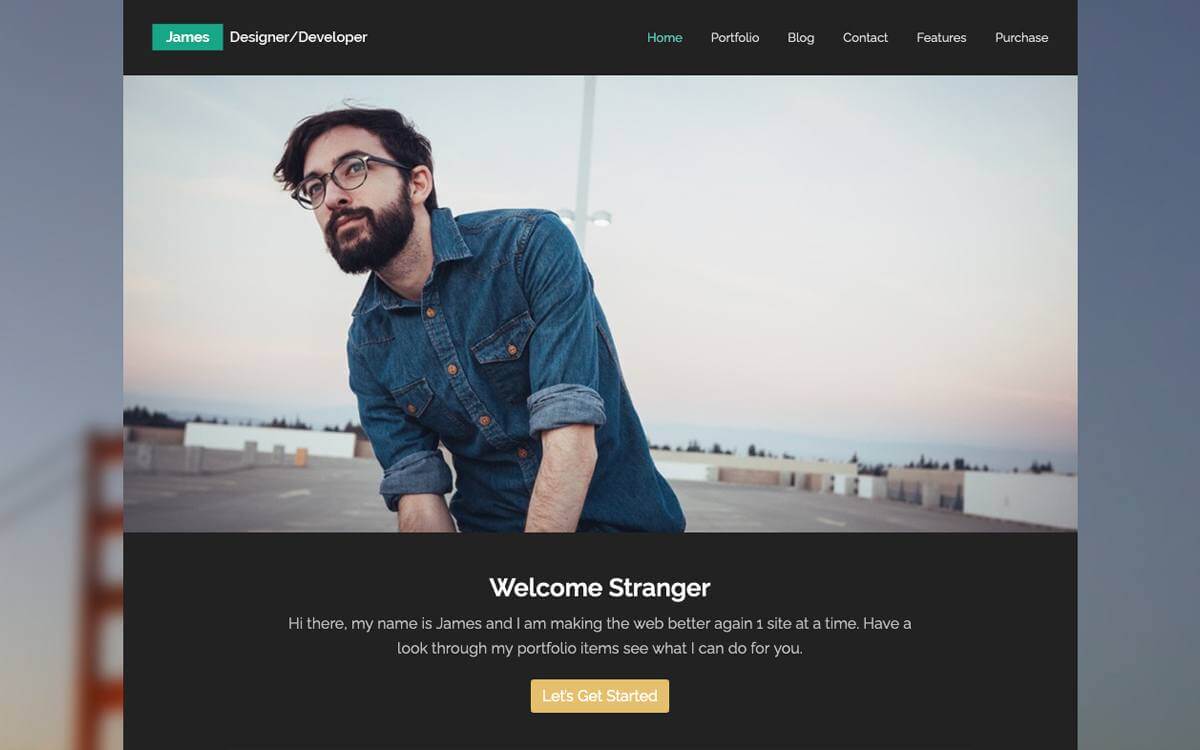 James Designer/Developer
Home Portfolio Blog Contact Features Purchase
Welcome Stranger
Hi there, my name is James and I am making the web better again 1 site at a time. Have a
look through my portfolio items see what I can do for you.
Let's Get Started